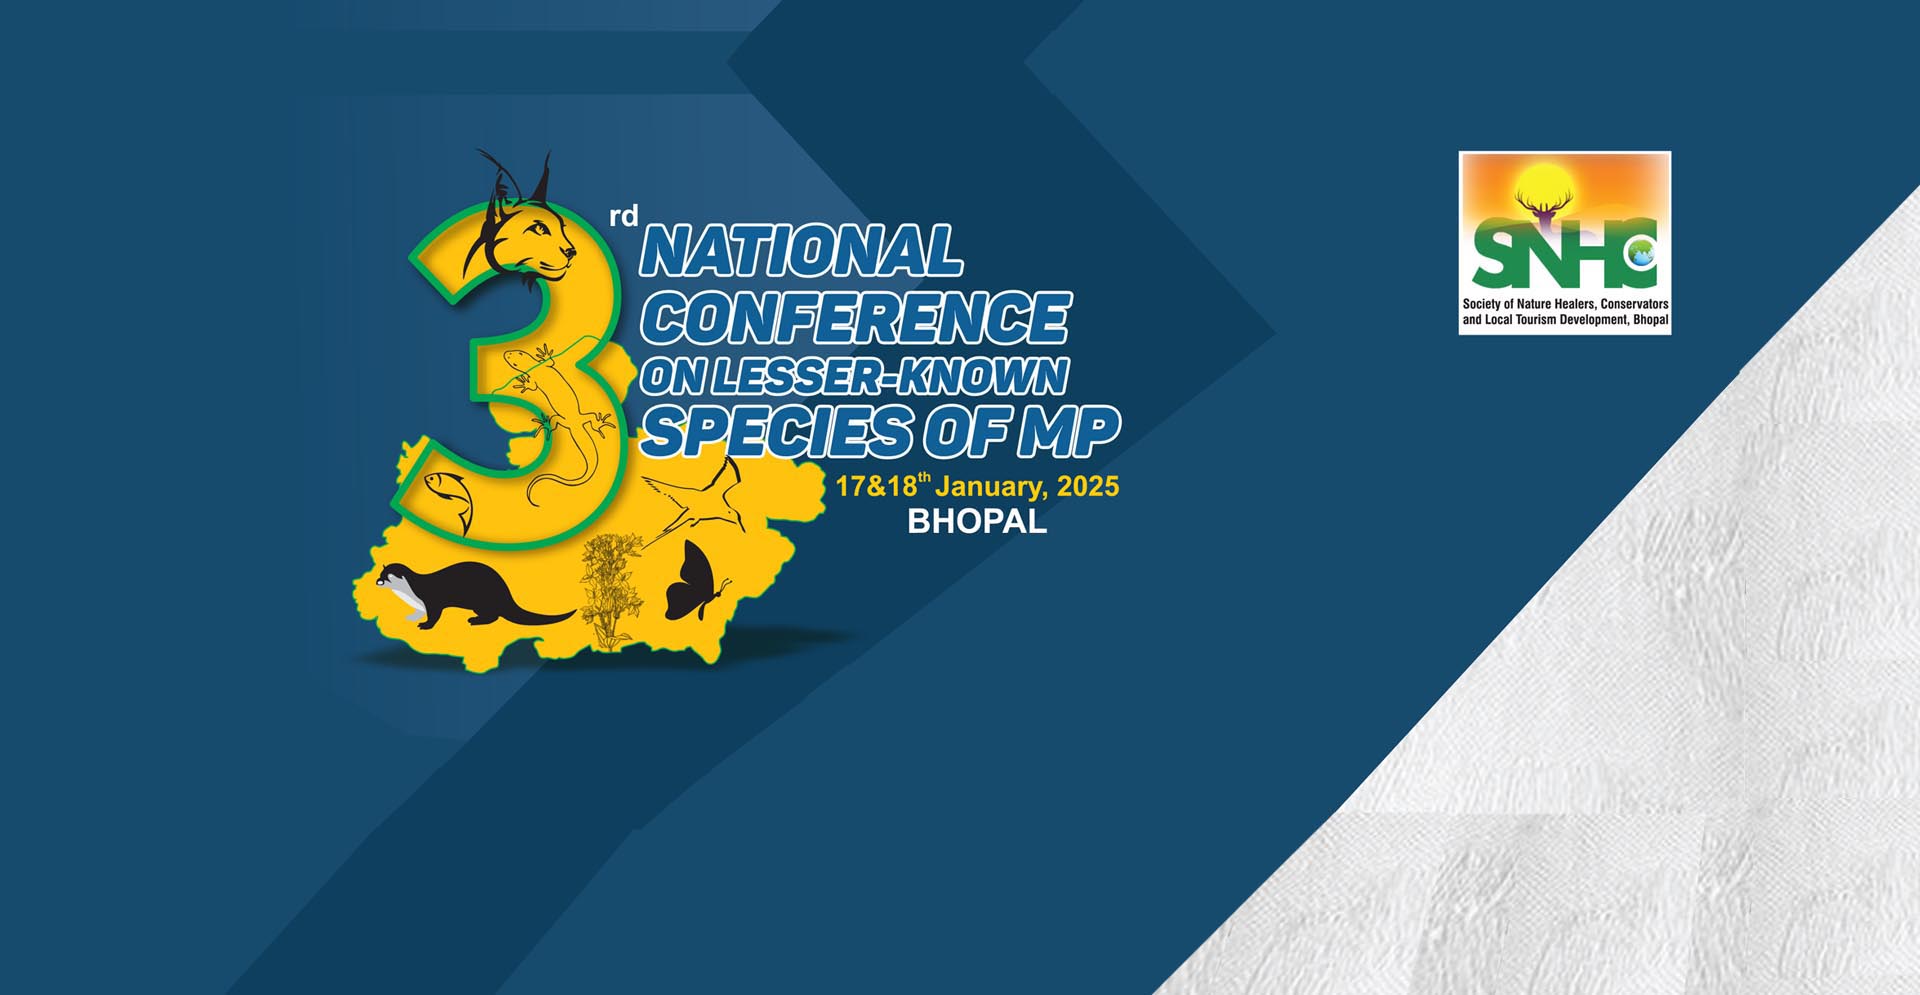 3rd
NATIONAL
CONFERENCE
ON LESSER-KNOWN
SPECIES OF MP
17&18th January, 2025
BHOPAL
SNHC
Society of Nature Healers, Conservators
and Local Tourism Development, Bhopal